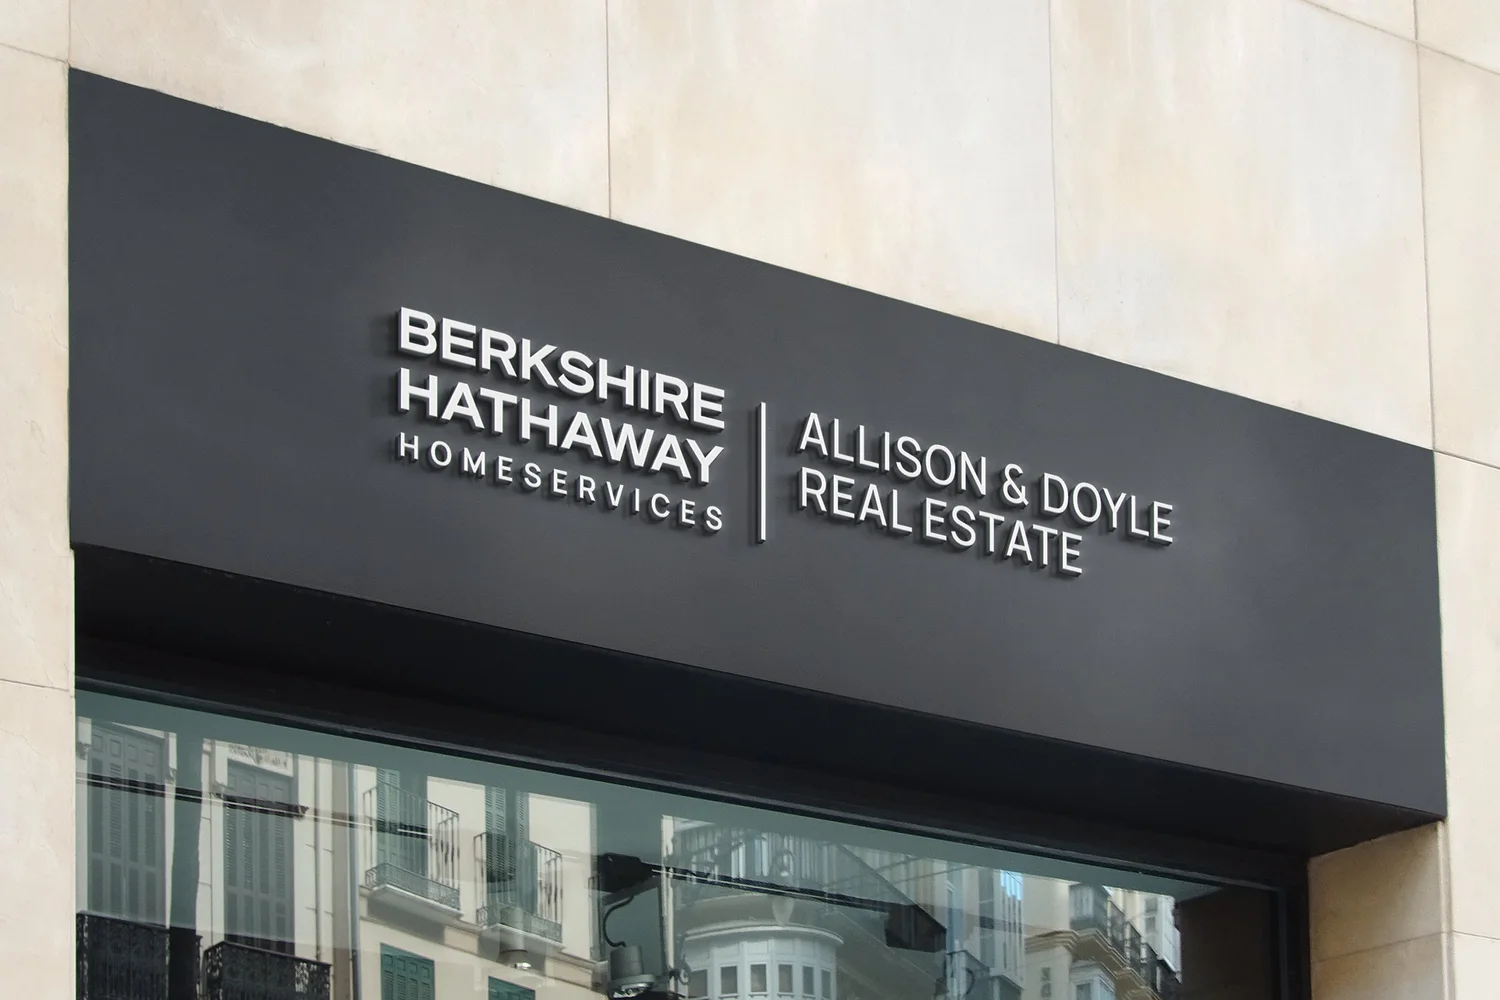 BERKSHIRE
HATHAWAY
HOMESERVICES
ALLISON & DOYLE
REAL ESTATE